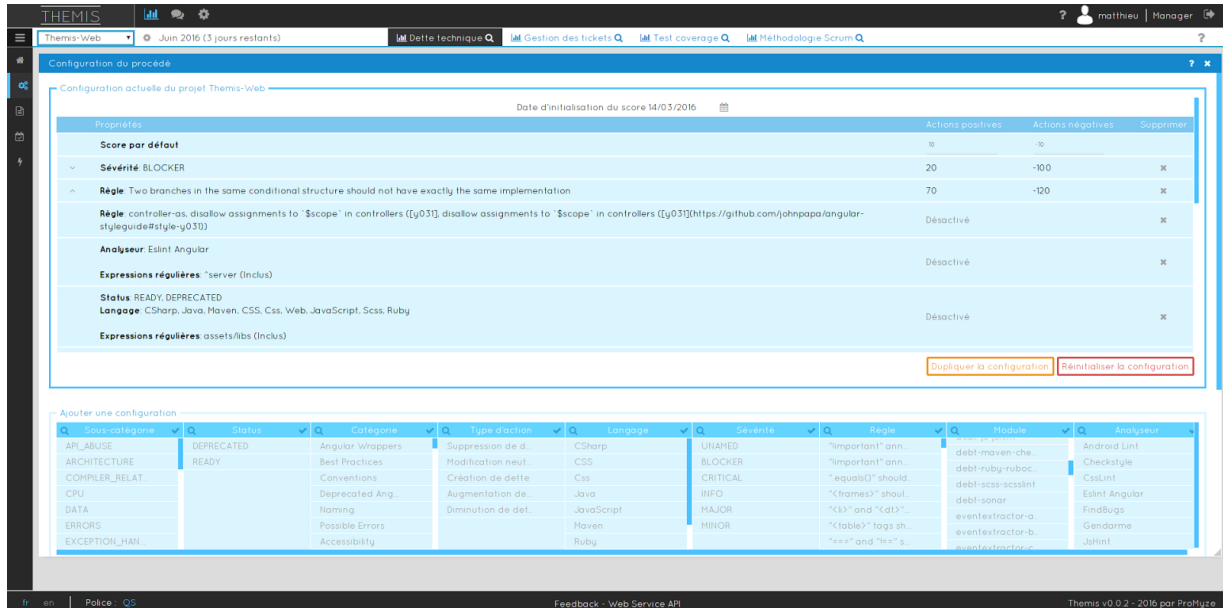 THEMIS ? matthieu | Manager
Themis-Web Juin 2016 (3 jours restants) Dette technique Gestion des tickets Test coverage Méthodologie Scrum ?
Configuration du procédé ? x
Configuration actuelle du projet Themis-Web
Date d'initialisation du score 14/03/2016
Propriétés Actions positives Actions négatives Supprimer
Score par défaut 10 -10
Sévérité: BLOCKER 20 -100
Règle: Two branches in the same conditional structure should not have exactly the same implementation 70 -120
Règle: controller-as, disallow assignments to `$scope` in controllers ([y031], disallow assignments to `$scope` in controllers ([y031](https://github.com/johnpapa/angular-
styleguide#style-y031)) Désactivé
Analyseur: Eslint Angular
Désactivé
Expressions régulières: ^server (Inclus)
Status: READY, DEPRECATED
Langage: CSharp, Java, Maven, CSS, Css, Web, JavaScript, Scss, Ruby
Désactivé
Expressions régulières: assets/libs (Inclus)
Dupliquer la configuration Réinitialiser la configuration
Ajouter une configuration
Sous-catégorie Status Catégorie Type d'action Langage Sévérité Règle Module Analyseur
API_ABUSE DEPRECATED Angular Wrappers Suppression de d... CSharp UNAMED "!important" ann... Android Lint
ARCHITECTURE READY Best Practices Modification neut... CSS BLOCKER "!important" ann... debt-maven-che... Checkstyle
COMPILER_RELAT... Conventions Création de dette Css CRITICAL ".equals()" should... debt-ruby-ruboc... CssLint
CPU Deprecated Ang... Augmentation de... Java INFO "<frames>" shoul... debt-scss-scsslint Eslint Angular
DATA Naming Diminution de det... JavaScript MAJOR "<li>" and "<dt>"... debt-sonar FindBugs
ERRORS Possible Errors Maven MINOR "<table>" tags sh... eventextractor-a... Gendarme
EXCEPTION_HAN... Accessibility Ruby "===" and "!==" s... eventextractor-b... JsHint
eventextractor-c...
fr en | Police : QS Feedback - Web Service API Themis v0.0.2 - 2016 par ProMyze